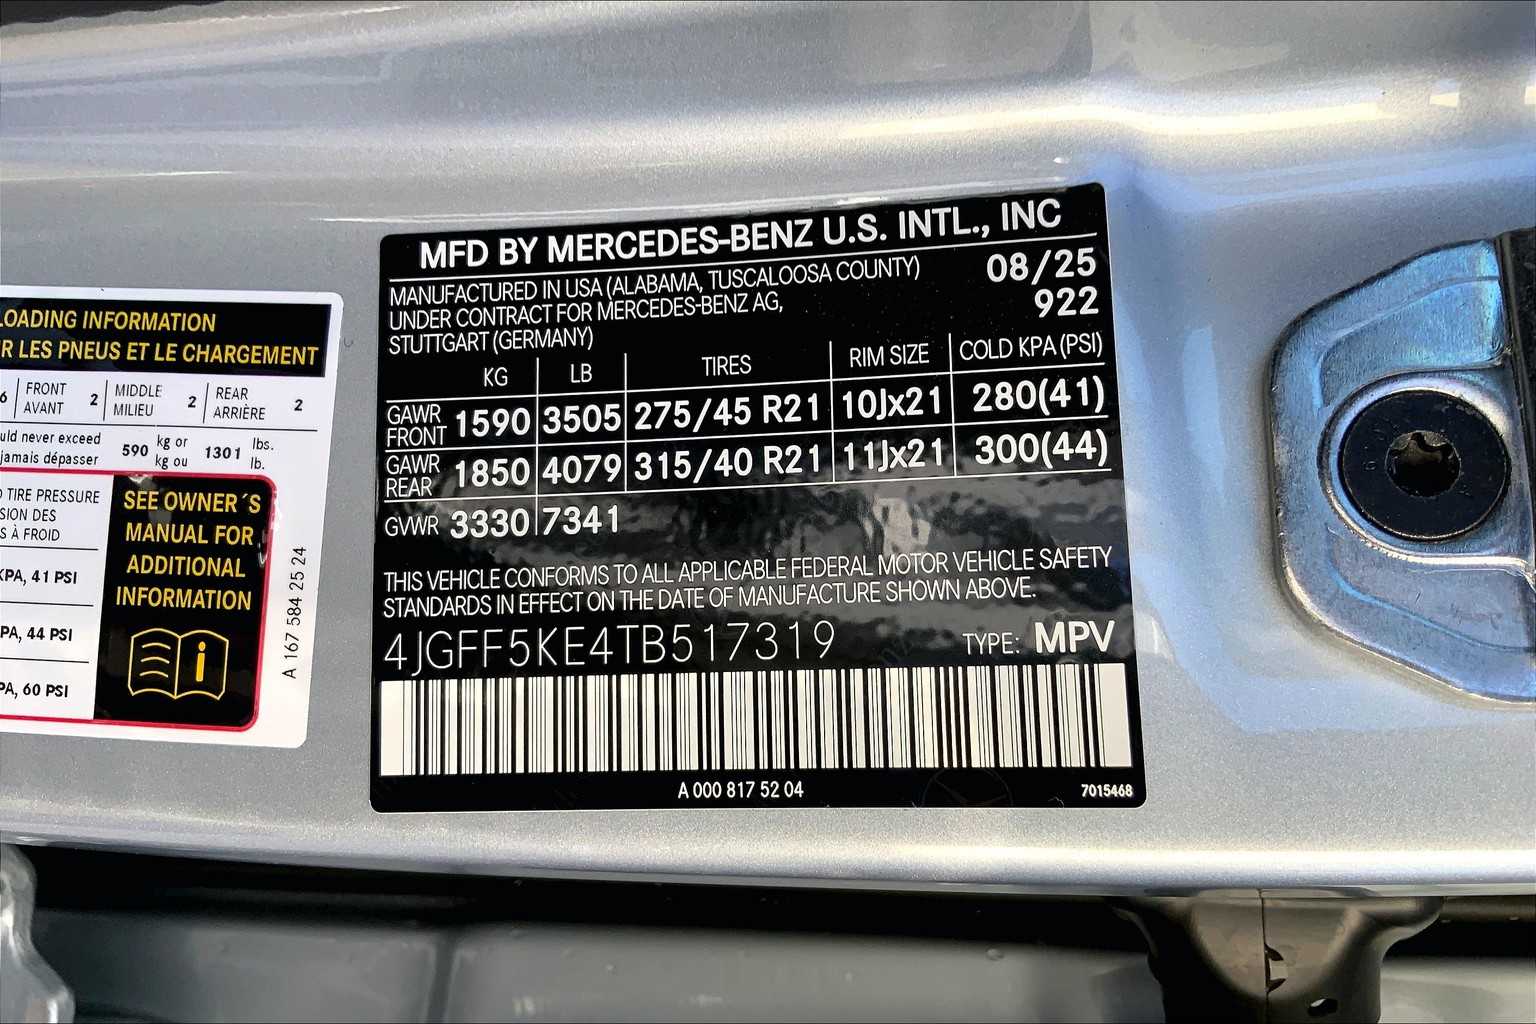 LOADING INFORMATION
R LES PNEUS ET LE CHARGEMENT
6 FRONT AVANT 2 MIDDLE MILIEU 2 REAR ARRIÈRE 2
uld never exceed
jamais dépasser 590 kg or kg ou 1301 lbs. lb.
TIRE PRESSURE
SION DES
S À FROID
KPA, 41 PSI
PA, 44 PSI
PA, 60 PSI
SEE OWNER´S
MANUAL FOR
ADDITIONAL
INFORMATION
A 167 584 25 24
MFD BY MERCEDES-BENZ U.S. INTL., INC
MANUFACTURED IN USA (ALABAMA, TUSCALOOSA COUNTY) 08/25
UNDER CONTRACT FOR MERCEDES-BENZ AG, 922
STUTTGART (GERMANY)
KG LB TIRES RIM SIZE COLD KPA (PSI)
GAWR FRONT 1590 3505 275/45 R21 10Jx21 280(41)
GAWR REAR 1850 4079 315/40 R21 11Jx21 300(44)
GVWR 3330 7341
THIS VEHICLE CONFORMS TO ALL APPLICABLE FEDERAL MOTOR VEHICLE SAFETY
STANDARDS IN EFFECT ON THE DATE OF MANUFACTURE SHOWN ABOVE.
4JGFF5KE4TB517319 TYPE: MPV
A 000 817 52 04 7015468